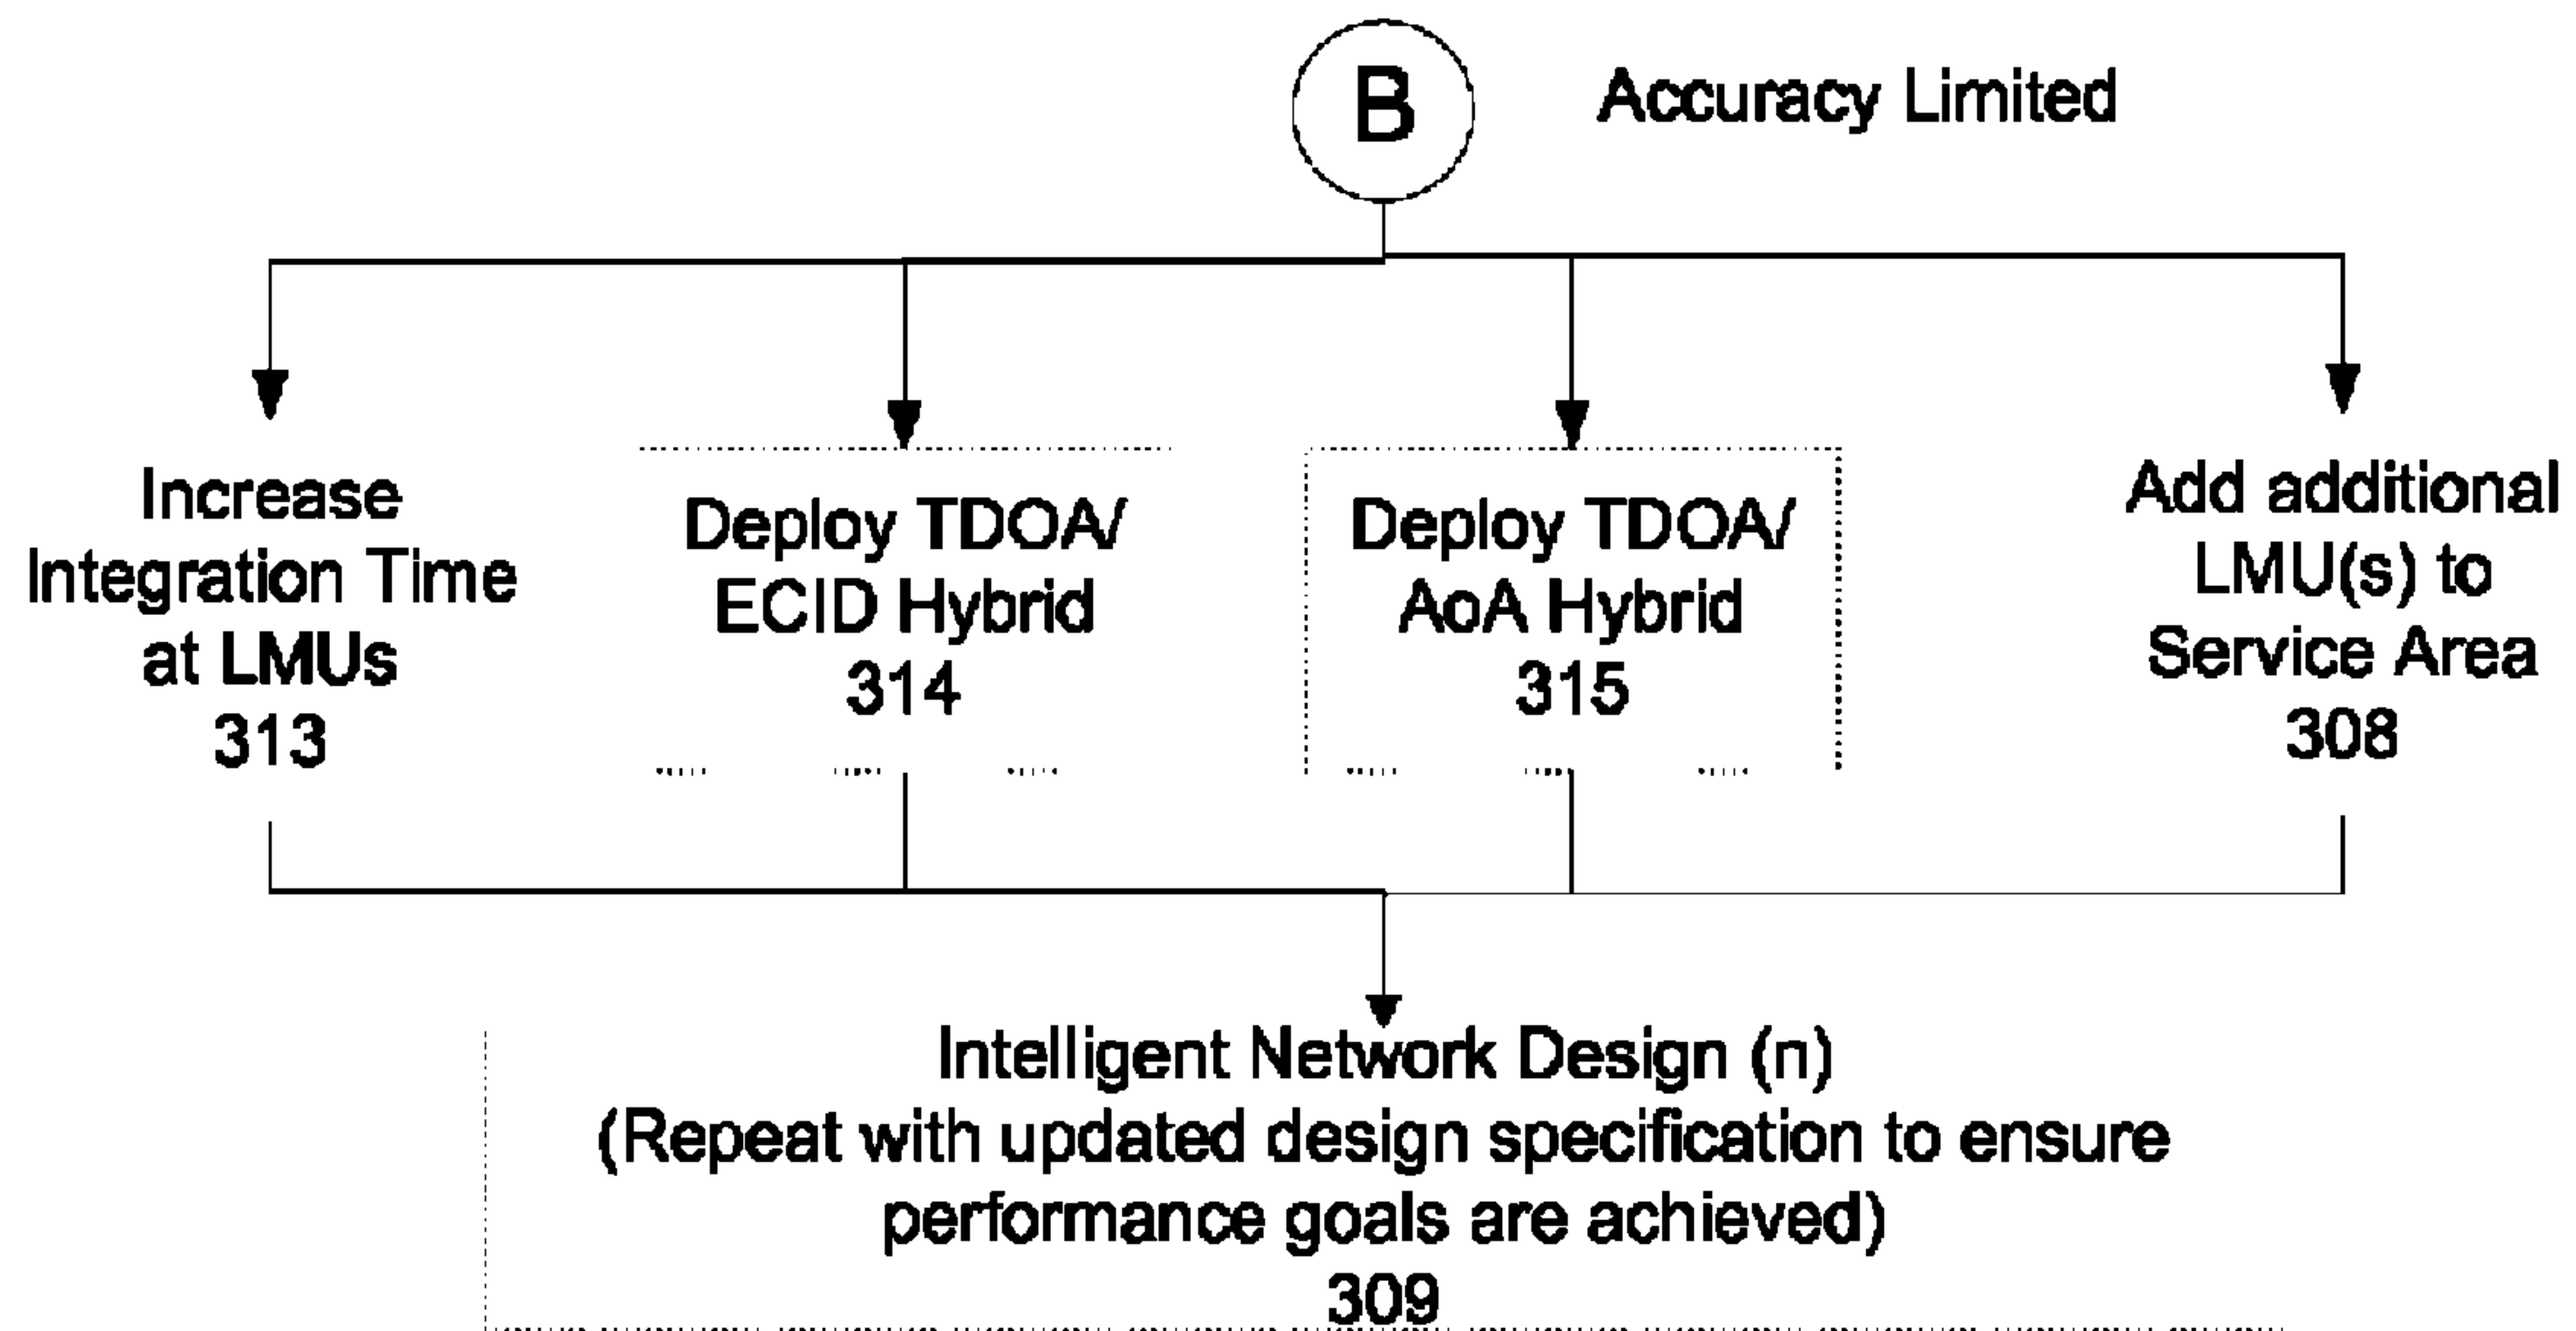 B
Accuracy Limited
Increase
Integration Time
at LMUs
313
Deploy TDOA/
ECID Hybrid
314
Deploy TDOA/
AoA Hybrid
315
Add additional
LMU(s) to
Service Area
308
Intelligent Network Design (n)
(Repeat with updated design specification to ensure
performance goals are achieved)
309